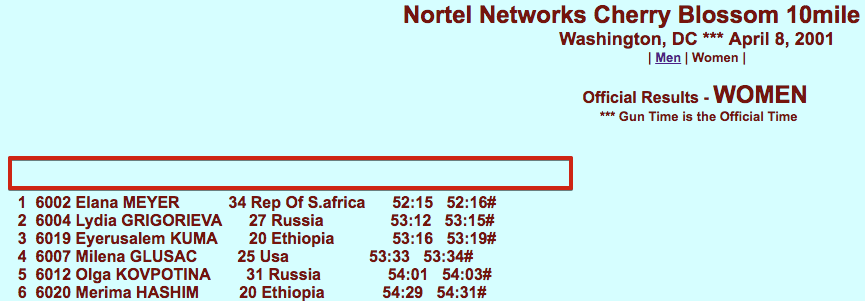 Nortel Networks Cherry Blossom 10mile
Washington, DC *** April 8, 2001
| Men | Women |
Official Results - WOMEN
*** Gun Time is the Official Time
1 6002 Elana MEYER 34 Rep Of S.africa 52:15 52:16#
2 6004 Lydia GRIGORIEVA 27 Russia 53:12 53:15#
3 6019 Eyerusalem KUMA 20 Ethiopia 53:16 53:19#
4 6007 Milena GLUSAC 25 Usa 53:33 53:34#
5 6012 Olga KOVPOTINA 31 Russia 54:01 54:03#
6 6020 Merima HASHIM 20 Ethiopia 54:29 54:31#